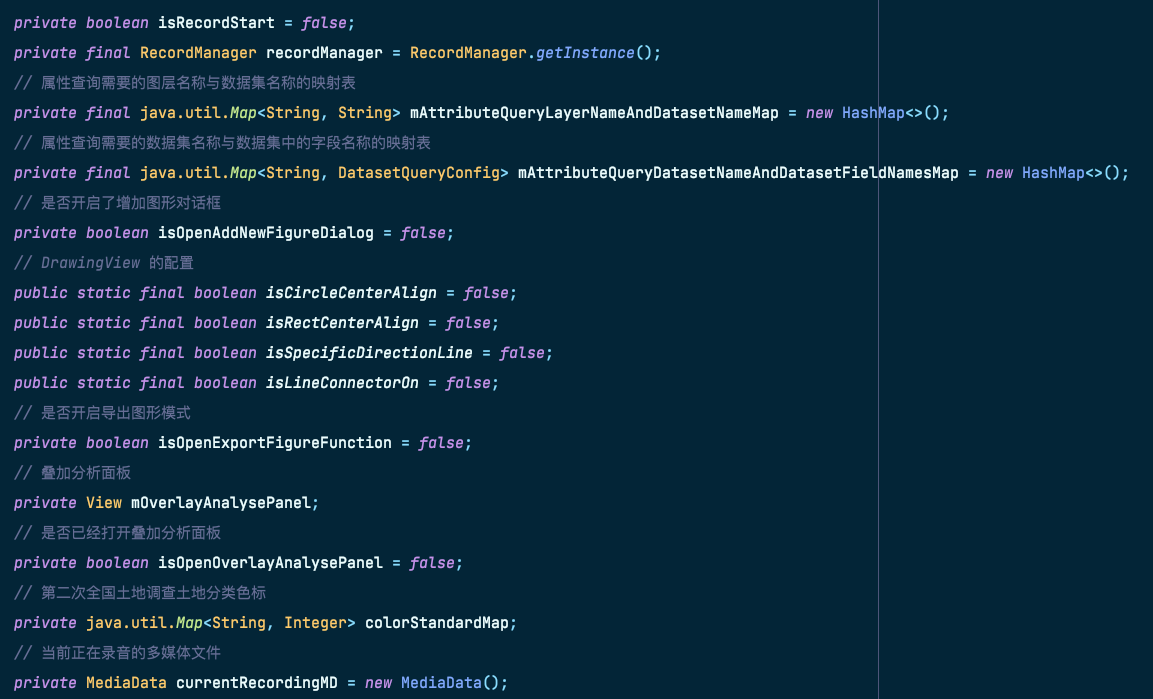 private boolean isRecordStart = false;
private final RecordManager recordManager = RecordManager.getInstance();
// 属性查询需要的图层名称与数据集名称的映射表
private final java.util.Map<String, String> mAttributeQueryLayerNameAndDatasetNameMap = new HashMap<>();
// 属性查询需要的数据集名称与数据集中的字段名称的映射表
private final java.util.Map<String, DatasetQueryConfig> mAttributeQueryDatasetNameAndDatasetFieldNamesMap = new HashMap<>();
// 是否开启了增加图形对话框
private boolean isOpenAddNewFigureDialog = false;
// DrawingView 的配置
public static final boolean isCircleCenterAlign = false;
public static final boolean isRectCenterAlign = false;
public static final boolean isSpecificDirectionLine = false;
public static final boolean isLineConnectorOn = false;
// 是否开启导出图形模式
private boolean isOpenExportFigureFunction = false;
// 叠加分析面板
private View mOverlayAnalysePanel;
// 是否已经打开叠加分析面板
private boolean isOpenOverlayAnalysePanel = false;
// 第二次全国土地调查土地分类色标
private java.util.Map<String, Integer> colorStandardMap;
// 当前正在录音的多媒体文件
private MediaData currentRecordingMD = new MediaData();